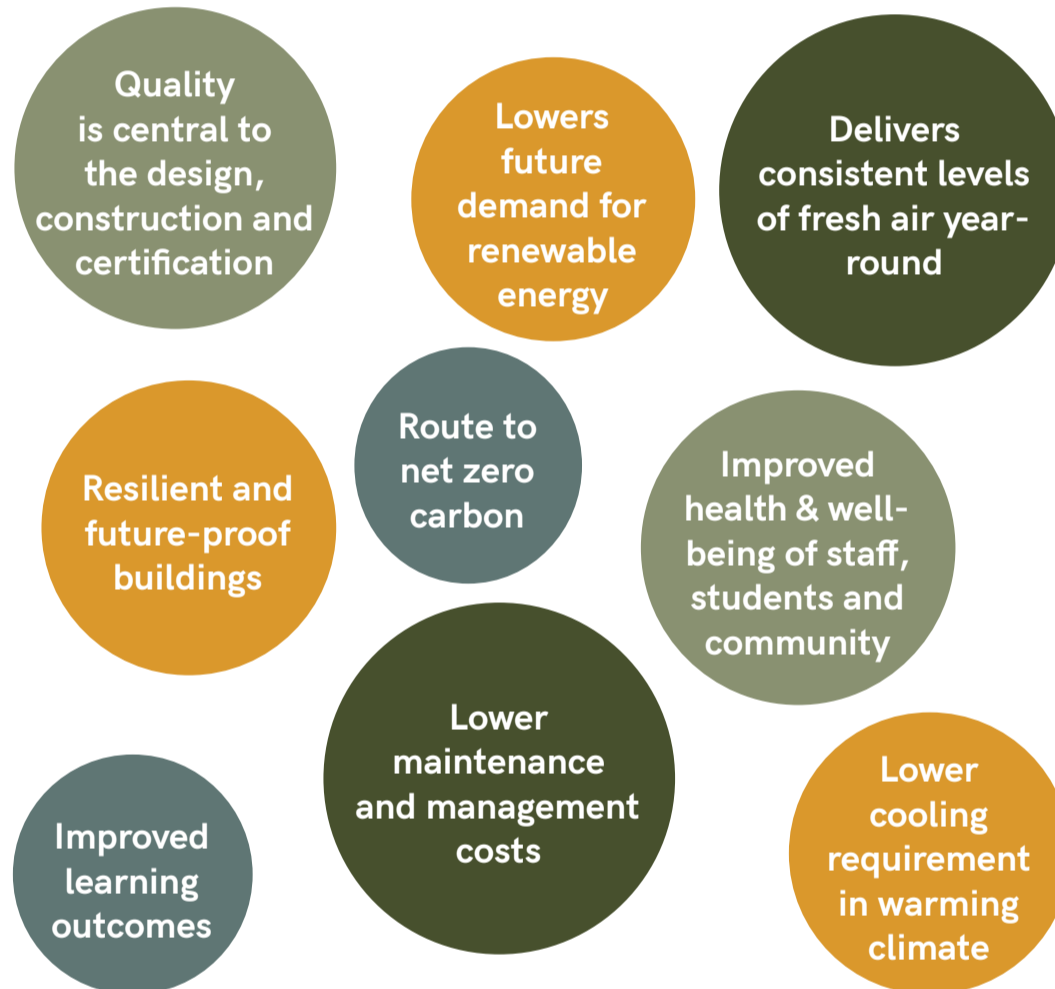 Quality
is central to
the design,
construction and
certification
Lowers
future
demand for
renewable
energy
Delivers
consistent levels
of fresh air year-
round
Resilient and
future-proof
buildings
Route to
net zero
carbon
Improved
health & well-
being of staff,
students and
community
Lower
maintenance
and management
costs
Improved
learning
outcomes
Lower
cooling
requirement
in warming
climate